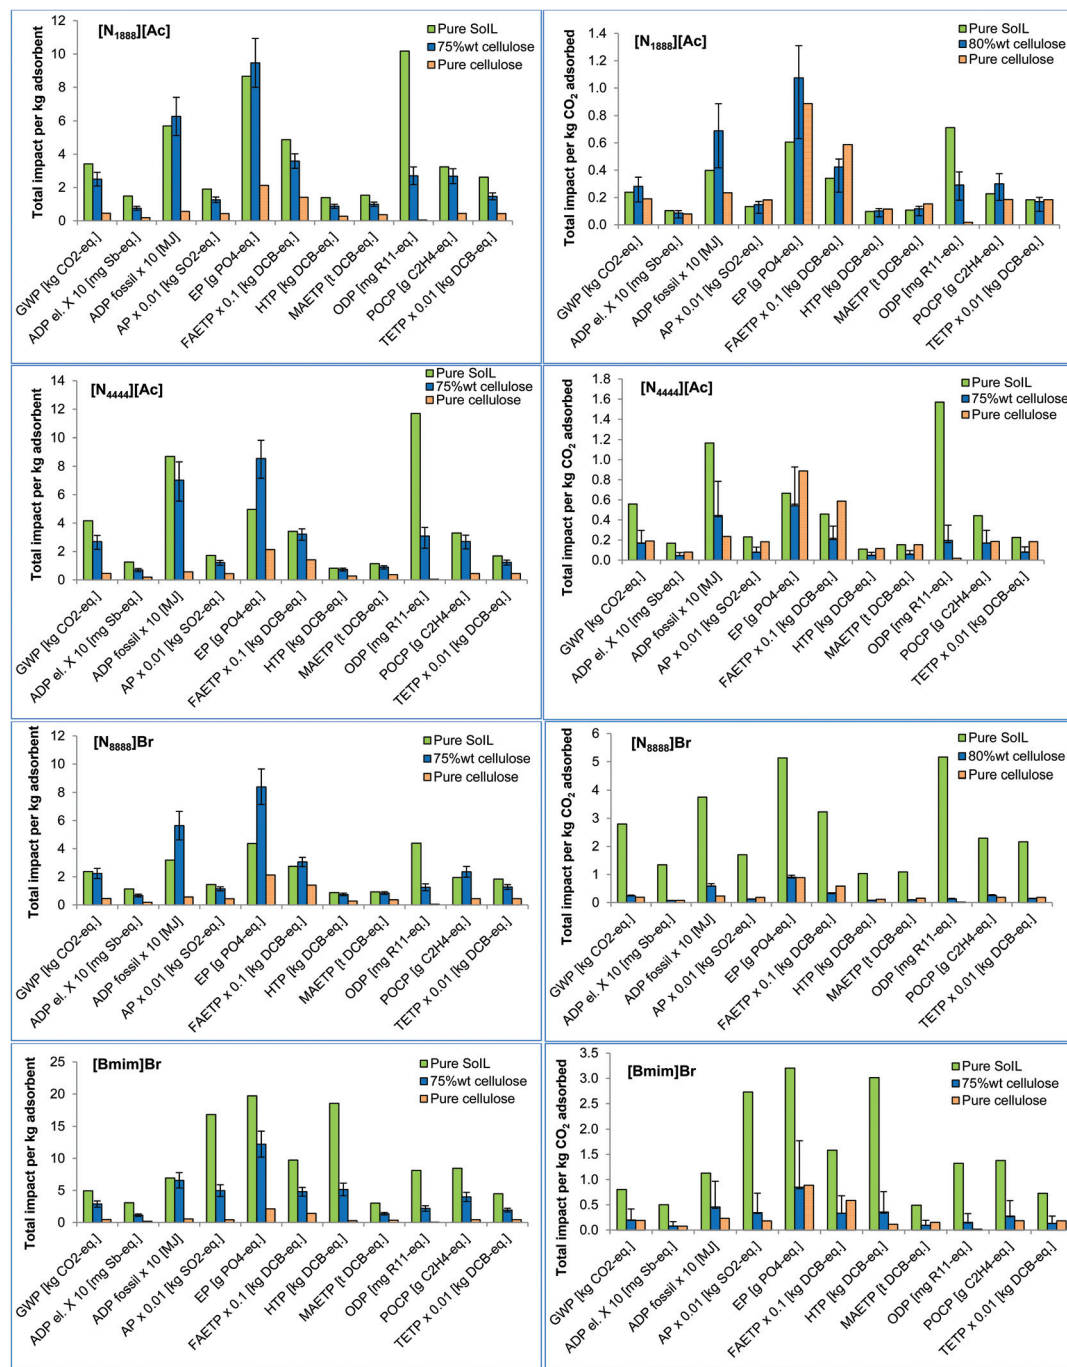 [N1888][Ac]
Total impact per kg adsorbent
12
10
8
6
4
2
0
Pure SoIL
75%wt cellulose
Pure cellulose
GWP [kg CO2-eq.]
ADP el. X 10 [mg Sb-eq.]
ADP fossil x 10 [MJ]
AP x 0.01 [kg SO2-eq.]
EP [g PO4-eq.]
FAETP x 0.1 [kg DCB-eq.]
HTP [kg DCB-eq.]
MAETP [t DCB-eq.]
ODP [mg R11-eq.]
POCP [g C2H4-eq.]
TETP x 0.01 [kg DCB-eq.]
[N1888][Ac]
Total impact per kg CO2 adsorbed
1.4
1.2
1.0
0.8
0.6
0.4
0.2
0.0
Pure SoIL
80%wt cellulose
Pure cellulose
GWP [kg CO2-eq.]
ADP el. X 10 [mg Sb-eq.]
ADP fossil x 10 [MJ]
AP x 0.01 [kg SO2-eq.]
EP [g PO4-eq.]
FAETP x 0.1 [kg DCB-eq.]
HTP [kg DCB-eq.]
MAETP [t DCB-eq.]
ODP [mg R11-eq.]
POCP [g C2H4-eq.]
TETP x 0.01 [kg DCB-eq.]
[N4444][Ac]
Total impact per kg adsorbent
14
12
10
8
6
4
2
0
Pure SoIL
75%wt cellulose
Pure cellulose
GWP [kg CO2-eq.]
ADP el. X 10 [mg Sb-eq.]
ADP fossil x 10 [MJ]
AP x 0.01 [kg SO2-eq.]
EP [g PO4-eq.]
FAETP x 0.1 [kg DCB-eq.]
HTP [kg DCB-eq.]
MAETP [t DCB-eq.]
ODP [mg R11-eq.]
POCP [g C2H4-eq.]
TETP x 0.01 [kg DCB-eq.]
[N4444][Ac]
Total impact per kg CO2 adsorbed
1.8
1.6
1.4
1.2
1.0
0.8
0.6
0.4
0.2
0.0
Pure SoIL
75%wt cellulose
Pure cellulose
GWP [kg CO2-eq.]
ADP el. X 10 [mg Sb-eq.]
ADP fossil x 10 [MJ]
AP x 0.01 [kg SO2-eq.]
EP [g PO4-eq.]
FAETP x 0.1 [kg DCB-eq.]
HTP [kg DCB-eq.]
MAETP [t DCB-eq.]
ODP [mg R11-eq.]
POCP [g C2H4-eq.]
TETP x 0.01 [kg DCB-eq.]
[N8888]Br
Total impact per kg adsorbent
12
10
8
6
4
2
0
Pure SoIL
75%wt cellulose
Pure cellulose
GWP [kg CO2-eq.]
ADP el. X 10 [mg Sb-eq.]
ADP fossil x 10 [MJ]
AP x 0.01 [kg SO2-eq.]
EP [g PO4-eq.]
FAETP x 0.1 [kg DCB-eq.]
HTP [kg DCB-eq.]
MAETP [t DCB-eq.]
ODP [mg R11-eq.]
POCP [g C2H4-eq.]
TETP x 0.01 [kg DCB-eq.]
[N8888]Br
Total impact per kg CO2 adsorbed
6
5
4
3
2
1
0
Pure SoIL
80%wt cellulose
Pure cellulose
GWP [kg CO2-eq.]
ADP el. X 10 [mg Sb-eq.]
ADP fossil x 10 [MJ]
AP x 0.01 [kg SO2-eq.]
EP [g PO4-eq.]
FAETP x 0.1 [kg DCB-eq.]
HTP [kg DCB-eq.]
MAETP [t DCB-eq.]
ODP [mg R11-eq.]
POCP [g C2H4-eq.]
TETP x 0.01 [kg DCB-eq.]
[Bmim]Br
Total impact per kg adsorbent
25
20
15
10
5
0
Pure SoIL
75%wt cellulose
Pure cellulose
GWP [kg CO2-eq.]
ADP el. X 10 [mg Sb-eq.]
ADP fossil x 10 [MJ]
AP x 0.01 [kg SO2-eq.]
EP [g PO4-eq.]
FAETP x 0.1 [kg DCB-eq.]
HTP [kg DCB-eq.]
MAETP [t DCB-eq.]
ODP [mg R11-eq.]
POCP [g C2H4-eq.]
TETP x 0.01 [kg DCB-eq.]
[Bmim]Br
Total impact per kg CO2 adsorbed
3.5
3.0
2.5
2.0
1.5
1.0
0.5
0.0
Pure SoIL
75%wt cellulose
Pure cellulose
GWP [kg CO2-eq.]
ADP el. X 10 [mg Sb-eq.]
ADP fossil x 10 [MJ]
AP x 0.01 [kg SO2-eq.]
EP [g PO4-eq.]
FAETP x 0.1 [kg DCB-eq.]
HTP [kg DCB-eq.]
MAETP [t DCB-eq.]
ODP [mg R11-eq.]
POCP [g C2H4-eq.]
TETP x 0.01 [kg DCB-eq.]